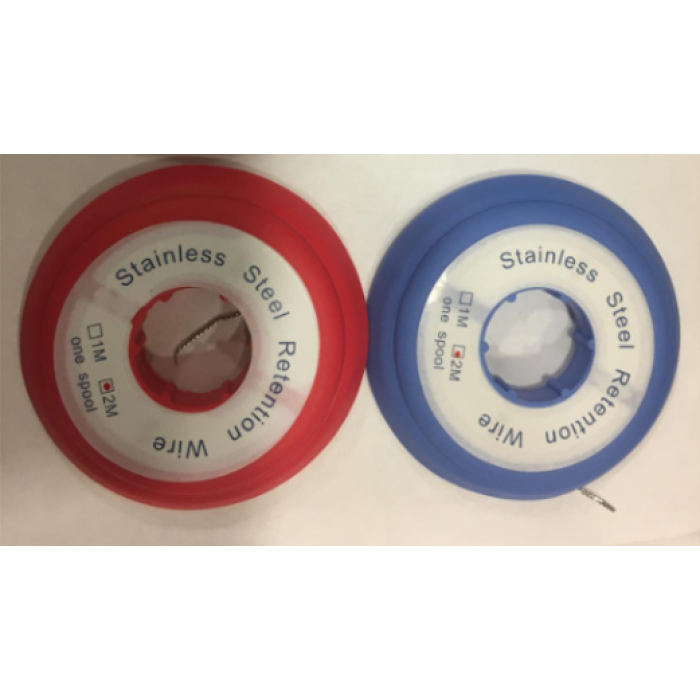 Stainless Steel Retention Wire
1M
2M
one spool
Stainless Steel Retention Wire
1M
2M
one spool